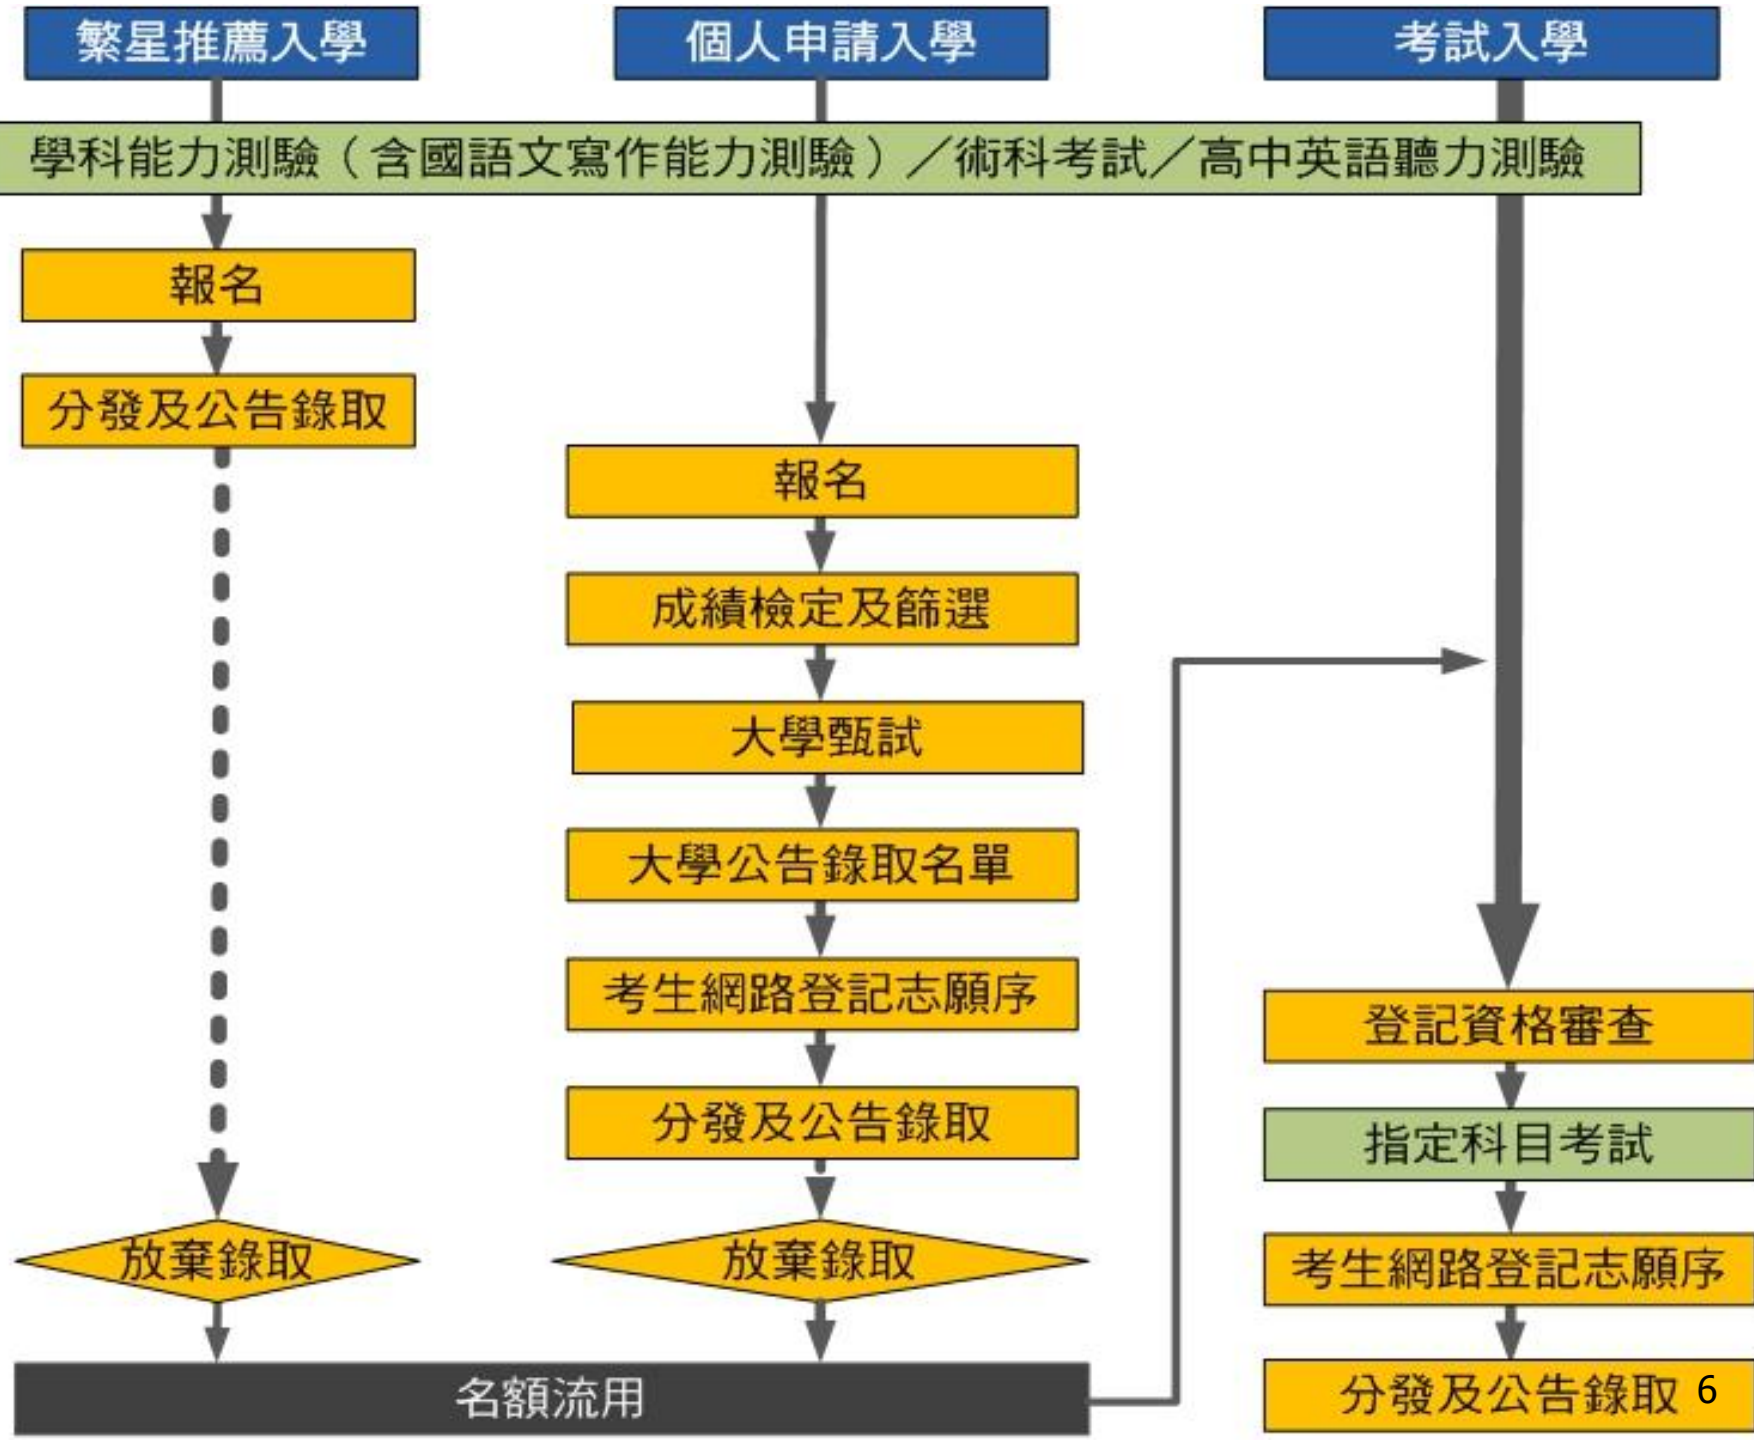 繁星推薦入學
個人申請入學
考試入學
學科能力測驗（含國語文寫作能力測驗）／術科考試／高中英語聽力測驗
報名
分發及公告錄取
放棄錄取
報名
成績檢定及篩選
大學甄試
大學公告錄取名單
考生網路登記志願序
分發及公告錄取
放棄錄取
名額流用
登記資格審查
指定科目考試
考生網路登記志願序
分發及公告錄取
6